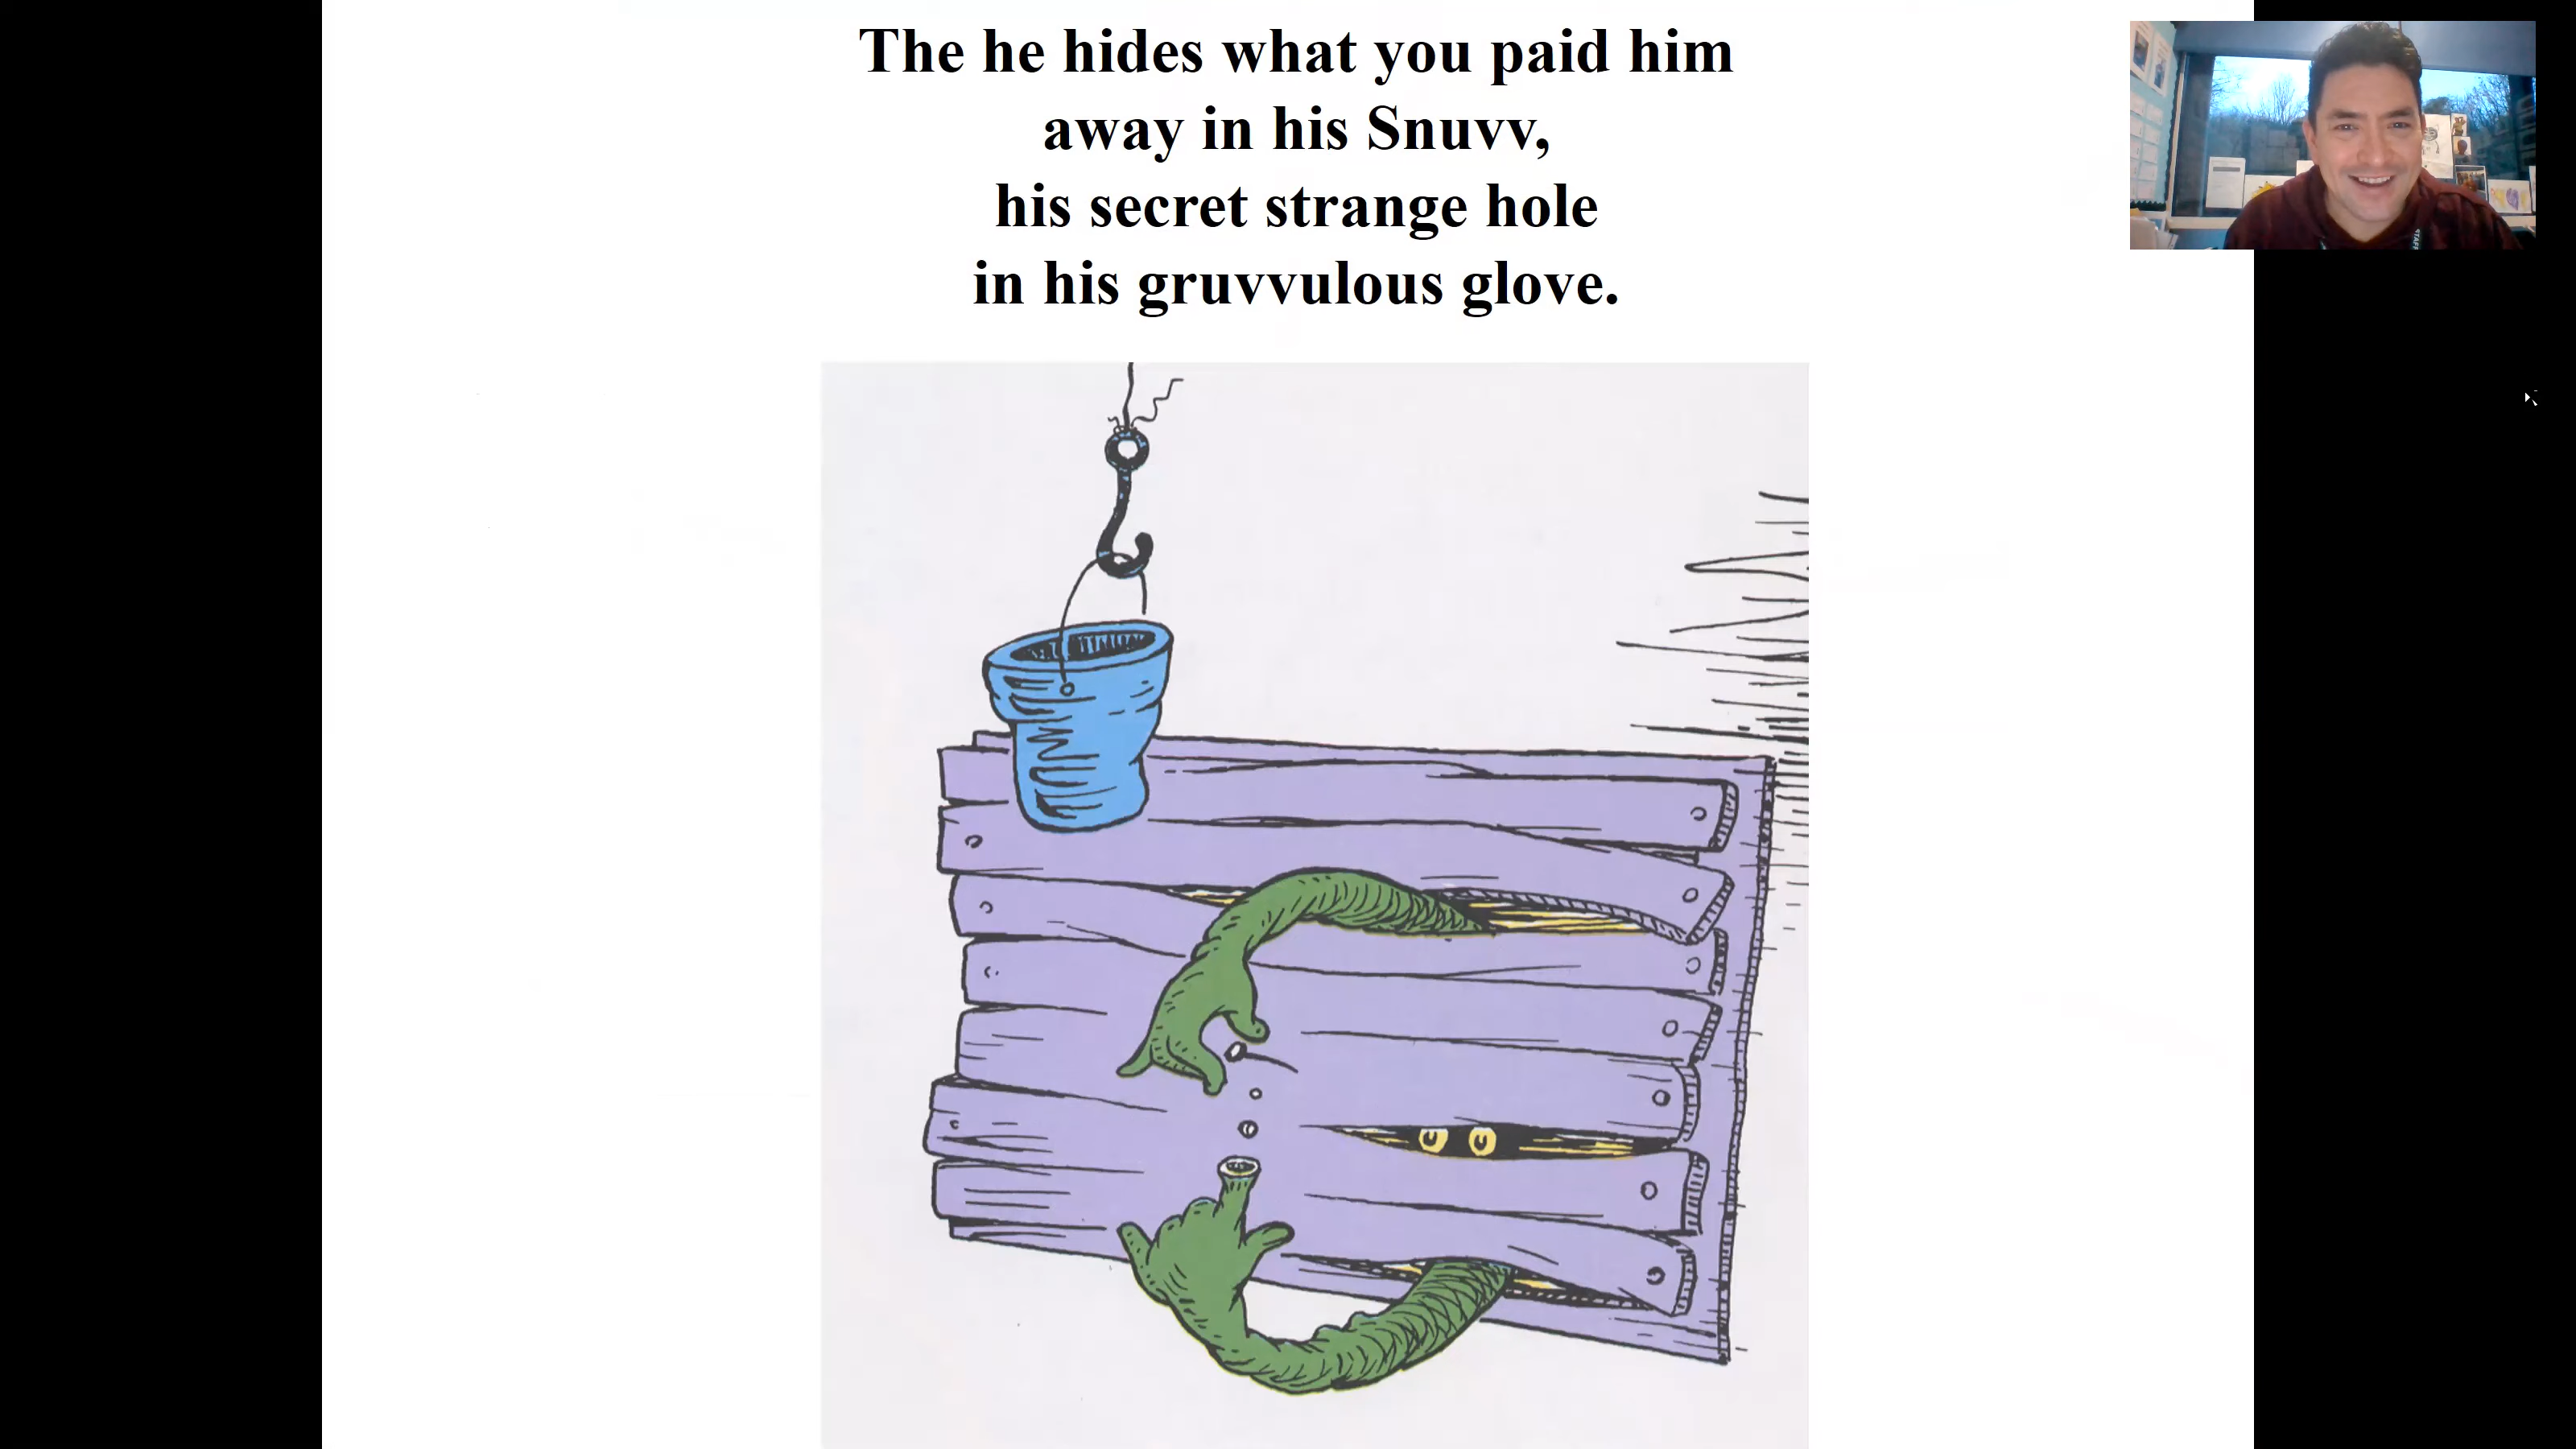 The he hides what you paid him
away in his Snuvv,
his secret strange hole
in his gruvvulous glove.